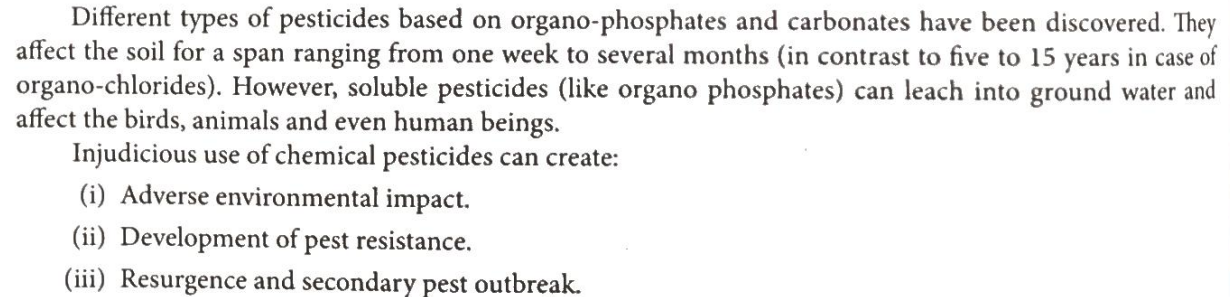 Different types of pesticides based on organo-phosphates and carbonates have been discovered. They
affect the soil for a span ranging from one week to several months (in contrast to five to 15 years in case of
organo-chlorides). However, soluble pesticides (like organo phosphates) can leach into ground water and
affect the birds, animals and even human beings.
Injudicious use of chemical pesticides can create:
(i) Adverse environmental impact.
(ii) Development of pest resistance.
(iii) Resurgence and secondary pest outbreak.